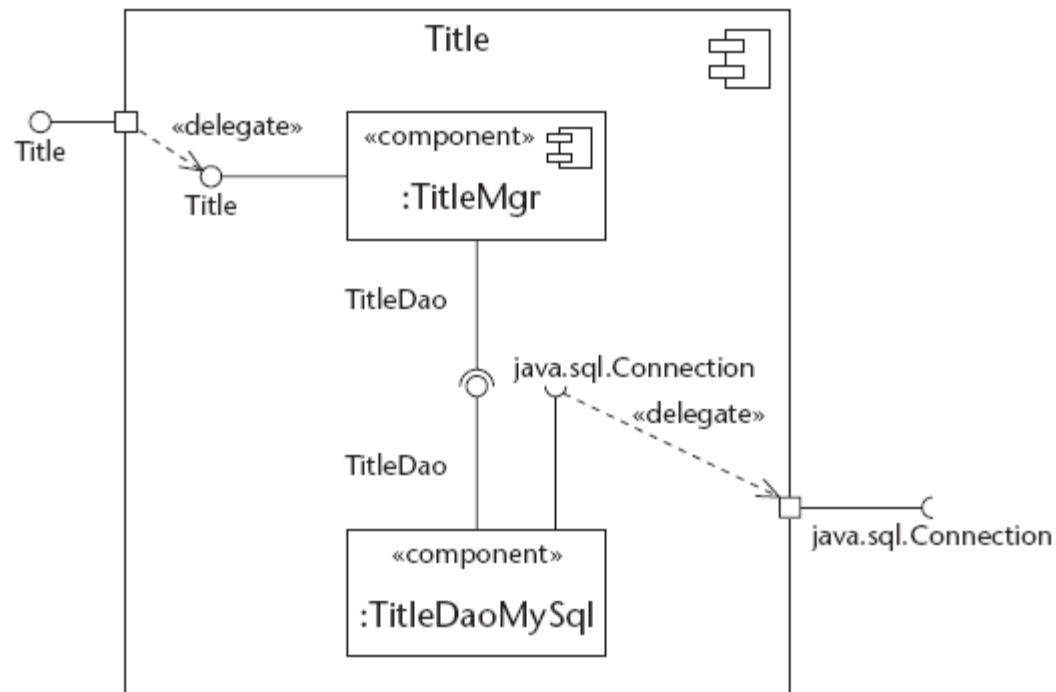 Title
«delegate»
Title
«component»
:TitleMgr
Title
TitleDao
java.sql.Connection
«delegate»
TitleDao
java.sql.Connection
«component»
:TitleDaoMySql